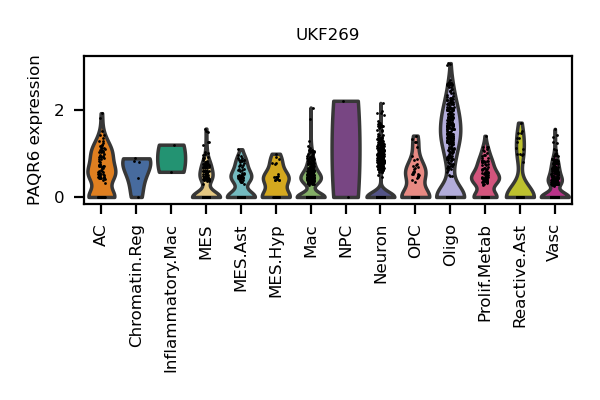 UKF269
PAQR6 expression
2
0
AC
Chromatin.Reg
Inflammatory.Mac
MES
MES.Ast
MES.Hyp
Mac
NPC
Neuron
OPC
Oligo
Prolif.Metab
Reactive.Ast
Vasc